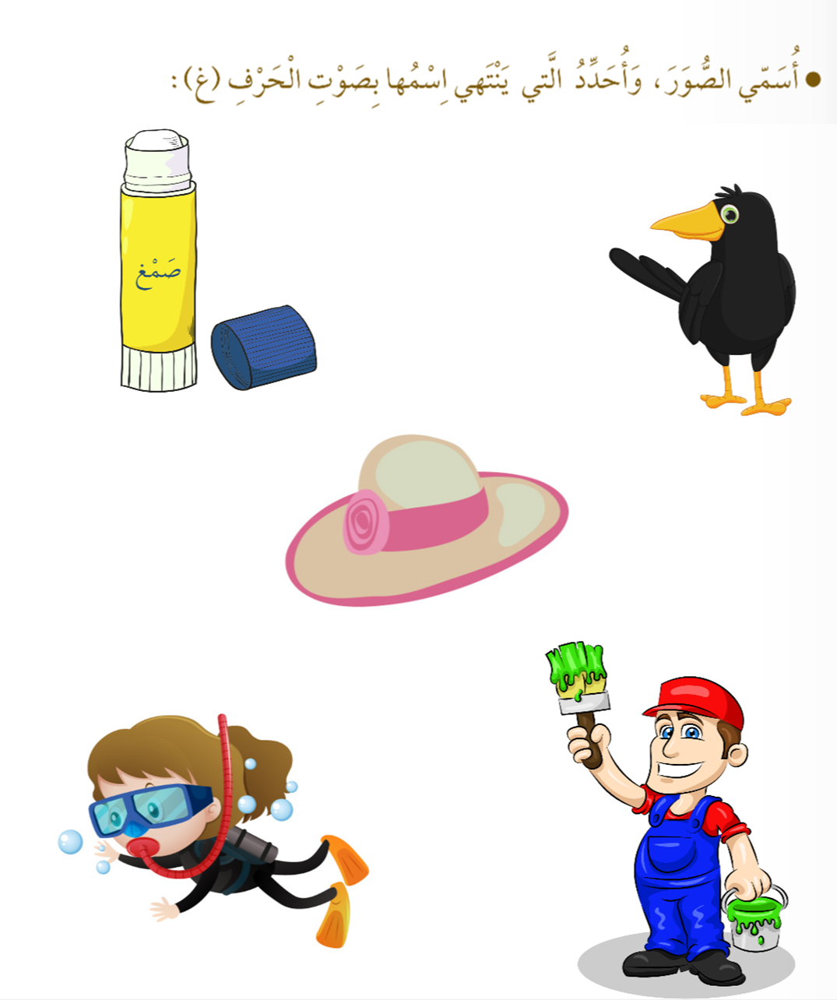 ● أُسَمّي الصُّوَرَ، وَأُحَدِّدُ الَّتي يَنْتَهي اِسْمُها بِصَوْتِ الْحَرْفِ (غ):
صَمْغ